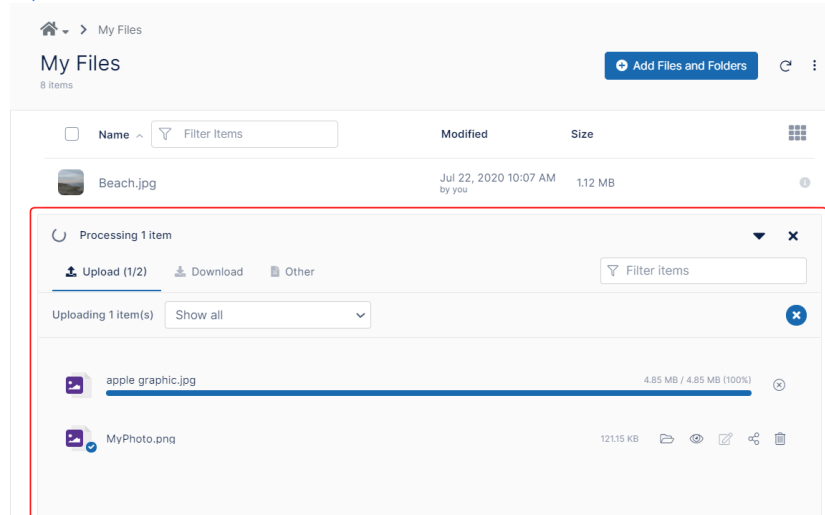 My Files
My Files
8 items
Add Files and Folders
Name
Filter Items
Modified
Size
Beach.jpg
Jul 22, 2020 10:07 AM
by you
1.12 MB
Processing 1 item
Upload (1/2)
Download
Other
Filter items
Uploading 1 item(s)
Show all
apple graphic.jpg
4.85 MB / 4.85 MB (100%)
MyPhoto.png
121.15 KB